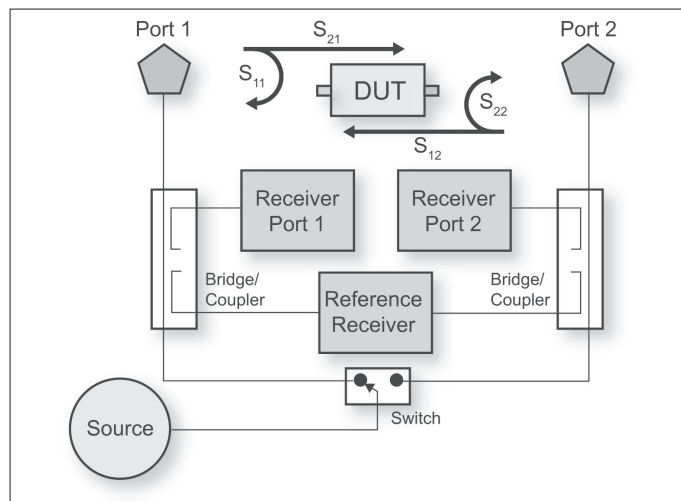 Port 1
Port 2
S21
S11
DUT
S22
S12
Receiver
Port 1
Receiver
Port 2
Bridge/
Coupler
Reference
Receiver
Bridge/
Coupler
Switch
Source